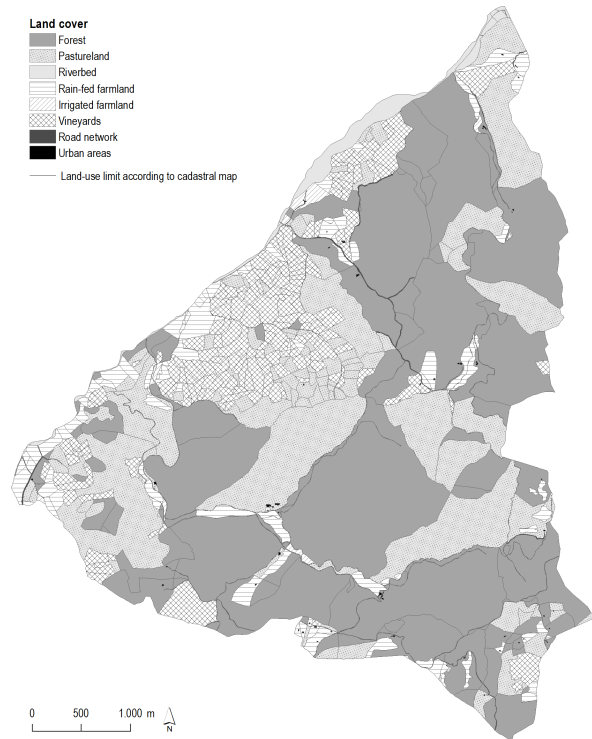 Land cover
Forest
Pastureland
Riverbed
Rain-fed farmland
Irrigated farmland
Vineyards
Road network
Urban areas
Land-use limit according to cadastral map
0 500 1.000 m
N